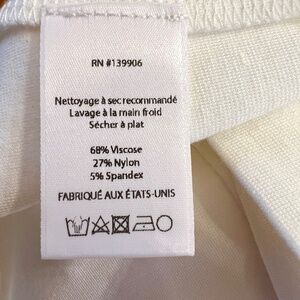 RN #139906
Nettoyage à sec recommandé
Lavage à la main froid
Sécher à plat
68% Viscose
27% Nylon
5% Spandex
FABRIQUÉ AUX ÉTATS-UNIS